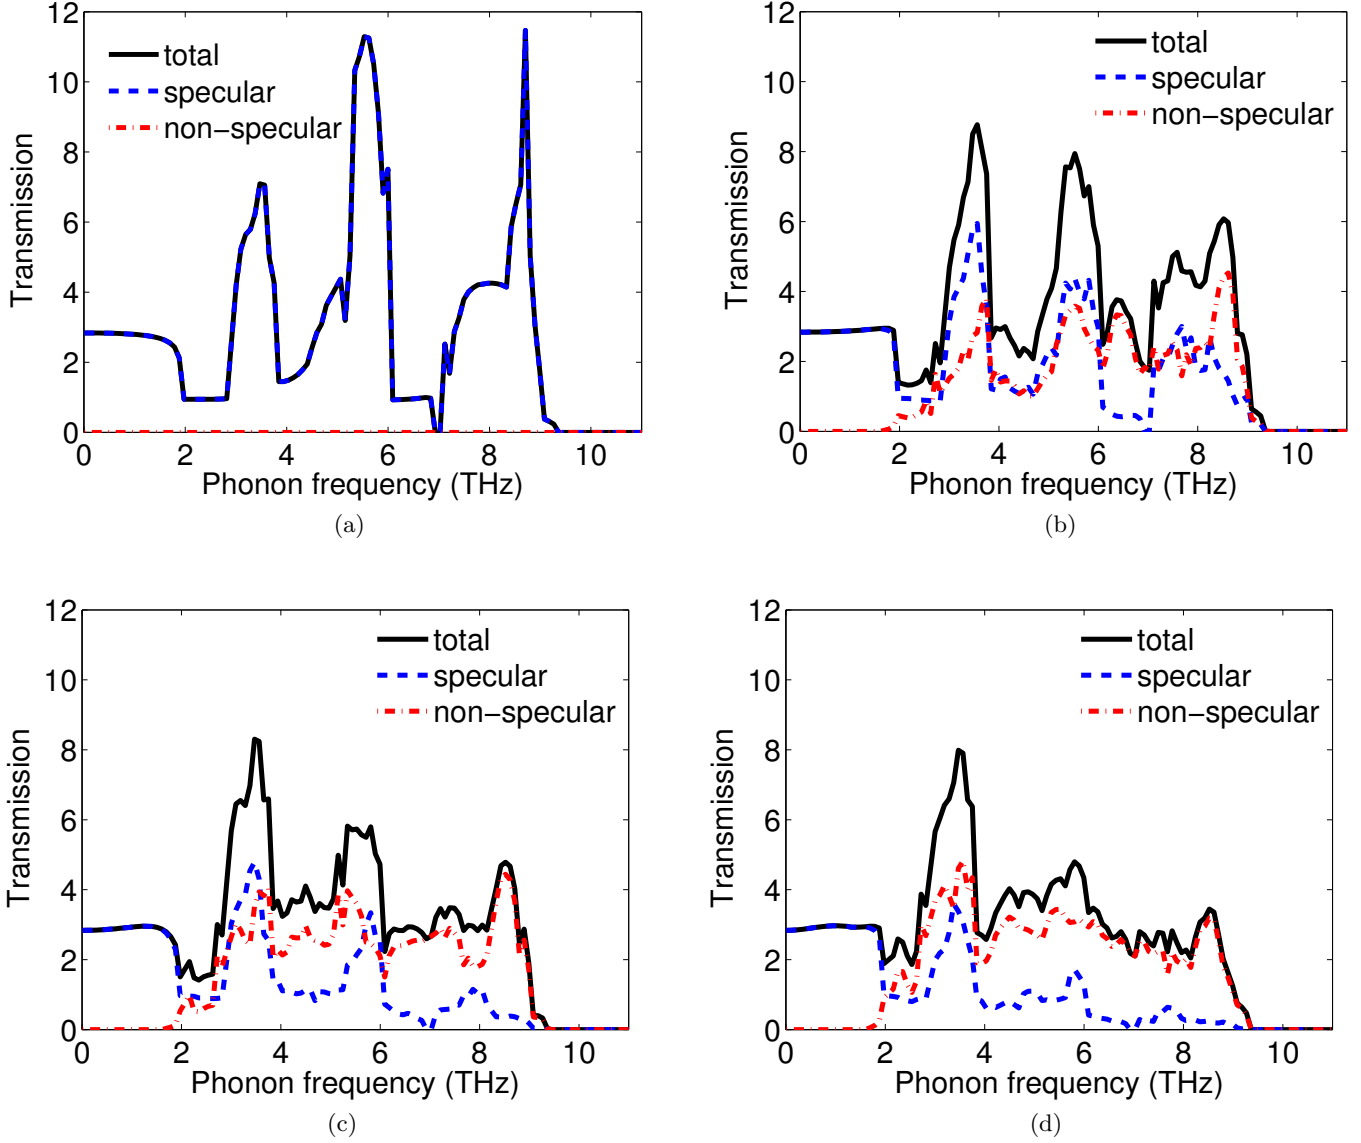 12
10
8
6
4
2
0
Transmission
total
specular
non-specular
0 2 4 6 8 10
Phonon frequency (THz)
(a)
12
10
8
6
4
2
0
Transmission
total
specular
non-specular
2 4 6 8 10
Phonon frequency (THz)
(b)
12
10
8
6
4
2
0
Transmission
total
specular
non-specular
0 2 4 6 8 10
Phonon frequency (THz)
(c)
12
10
8
6
4
2
0
Transmission
total
specular
non-specular
0 2 4 6 8 10
Phonon frequency (THz)
(d)